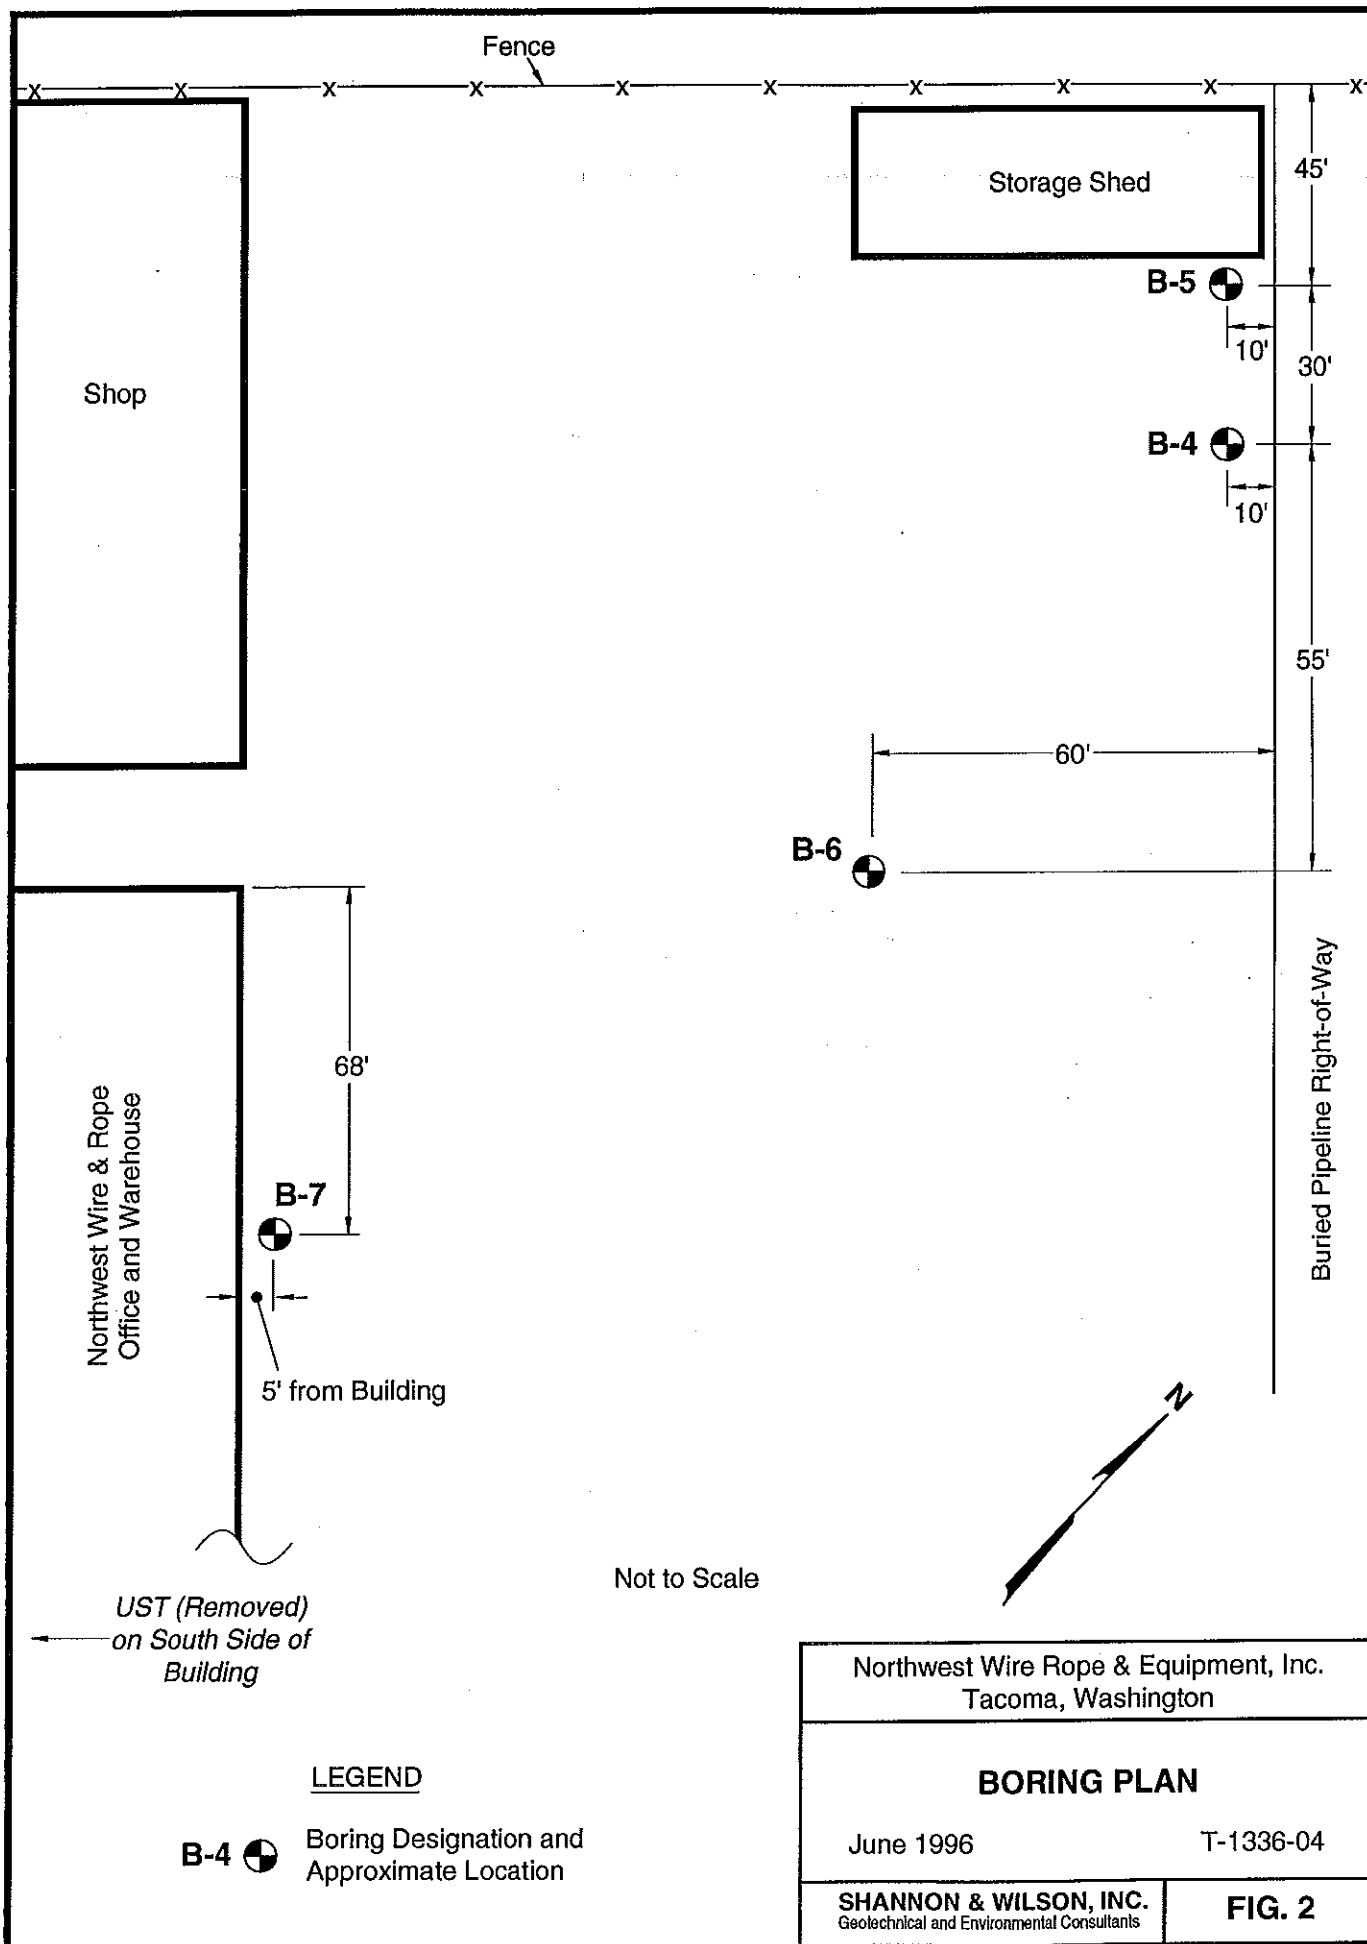 Fence
x x x x x x x x x x
45'
Storage Shed
B-5
10'
30'
Shop
B-4
10'
55'
60'
B-6
68'
Buried Pipeline Right-of-Way
Northwest Wire & Rope
Office and Warehouse
B-7
5' from Building
N
Not to Scale
UST (Removed)
on South Side of
Building
Northwest Wire Rope & Equipment, Inc.
Tacoma, Washington
LEGEND
BORING PLAN
B-4
Boring Designation and
Approximate Location
June 1996
T-1336-04
SHANNON & WILSON, INC.
Geotechnical and Environmental Consultants
FIG. 2